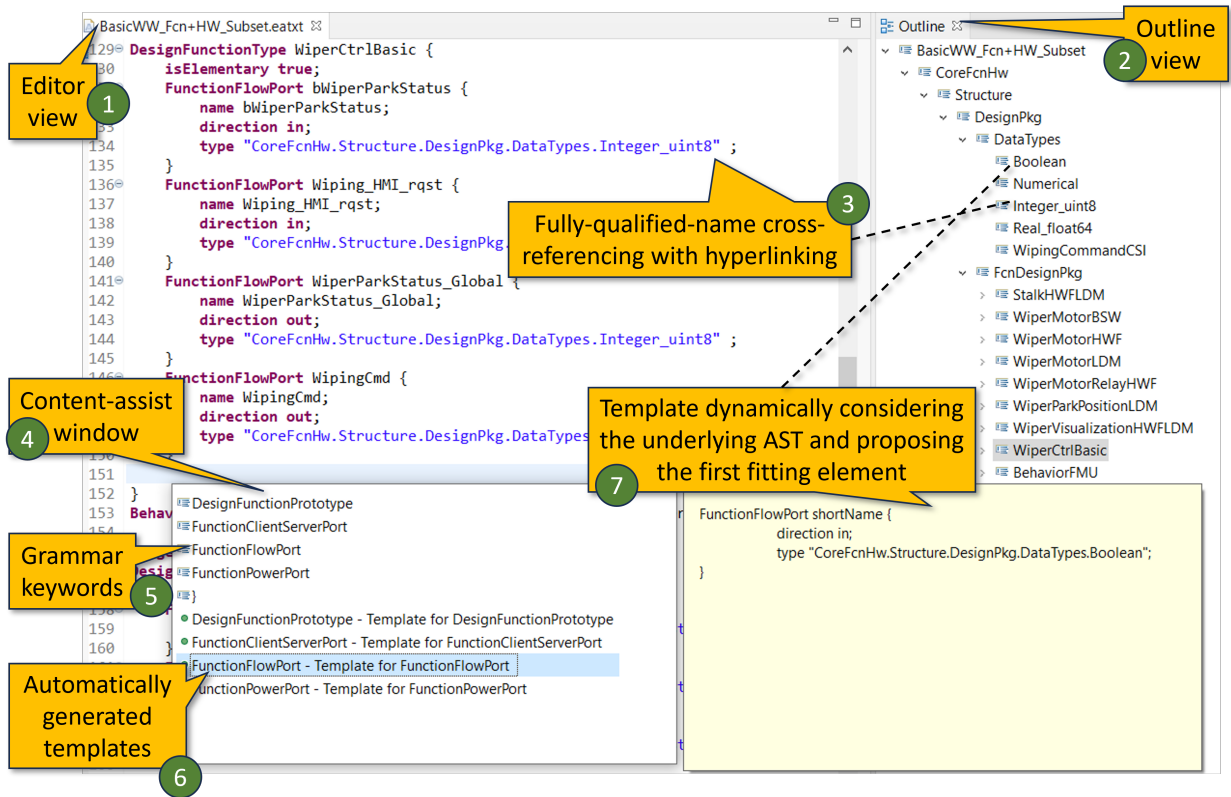 BasicWW_Fcn+HW_Subset.eatxt
129 DesignFunctionType WiperCtrlBasic {
isElementary true;
FunctionFlowPort bWiperParkStatus {
name bWiperParkStatus;
direction in;
134 type "CoreFcnHw.Structure.DesignPkg.DataTypes.Integer_uint8" ;
135 }
136 FunctionFlowPort Wiping_HMI_rqst {
137 name Wiping_HMI_rqst;
138 direction in;
139 type "CoreFcnHw.Structure.DesignPkg.
140 }
141 FunctionFlowPort WiperParkStatus_Global {
142 name WiperParkStatus_Global;
143 direction out;
144 type "CoreFcnHw.Structure.DesignPkg.DataTypes.Integer_uint8" ;
145 }
146 FunctionFlowPort WipingCmd {
name WipingCmd;
direction out;
type "CoreFcnHw.Structure.DesignPkg.DataTypes
151
152 }
153 Behav
159
160 }
Editor
view
1
Outline
BasicWW_Fcn+HW_Subset
CoreFcnHw
Structure
DesignPkg
DataTypes
Boolean
Numerical
Integer_uint8
Real_float64
WipingCommandCSI
FcnDesignPkg
StalkHWFLDM
WiperMotorBSW
WiperMotorHWF
WiperMotorLDM
WiperMotorRelayHWF
WiperParkPositionLDM
WiperVisualizationHWFLDM
WiperCtrlBasic
BehaviorFMU
Outline
view
2
3
Fully-qualified-name cross-
referencing with hyperlinking
Content-assist
window
4
Grammar
keywords
5
Automatically
generated
templates
6
Template dynamically considering
the underlying AST and proposing
the first fitting element
7
DesignFunctionPrototype
FunctionClientServerPort
FunctionFlowPort
FunctionPowerPort
}
DesignFunctionPrototype - Template for DesignFunctionPrototype
FunctionClientServerPort - Template for FunctionClientServerPort
FunctionFlowPort - Template for FunctionFlowPort
FunctionPowerPort - Template for FunctionPowerPort
FunctionFlowPort shortName {
direction in;
type "CoreFcnHw.Structure.DesignPkg.DataTypes.Boolean";
}